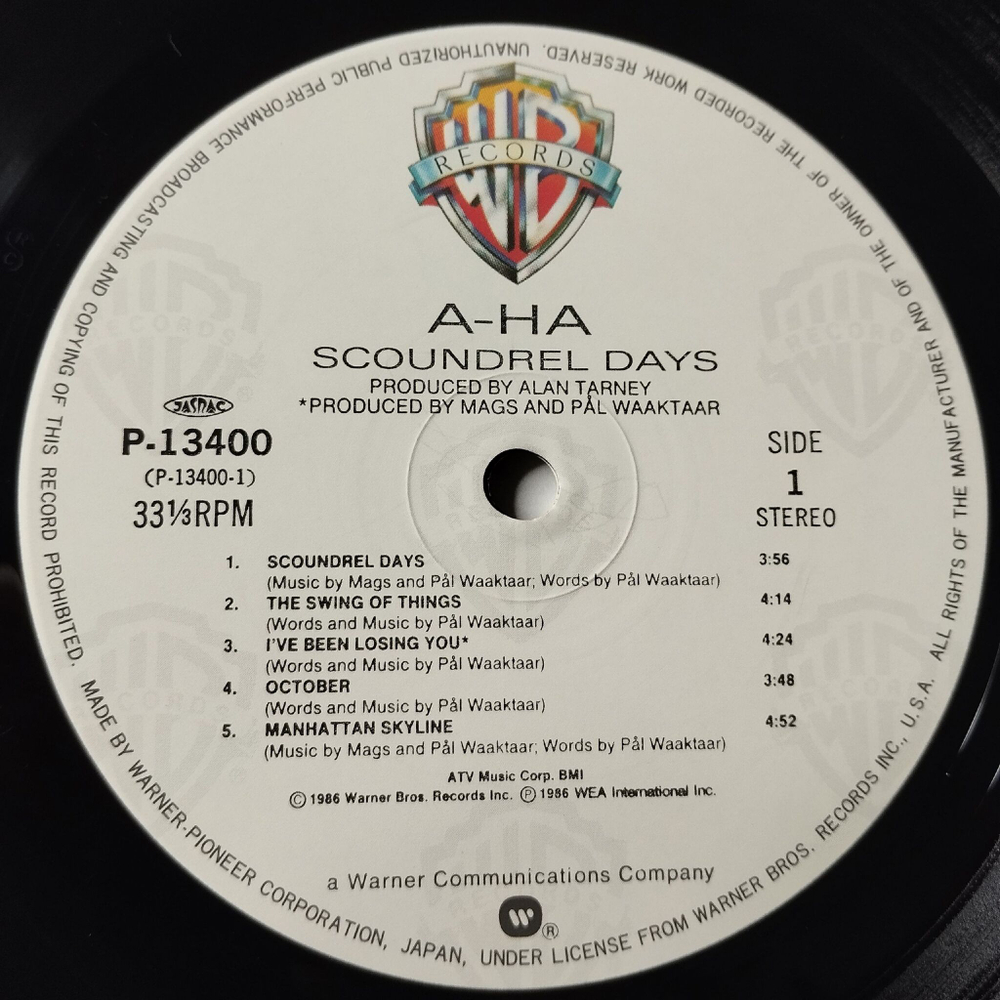 WB
RECORDS
A-HA
SCOUNDREL DAYS
PRODUCED BY ALAN TARNEY
*PRODUCED BY MAGS AND PÅL WAAKTAAR
JASRAC
P-13400
(P-13400-1)
33⅓RPM
SIDE
1
STEREO
1. SCOUNDREL DAYS 3:56
(Music by Mags and Pål Waaktaar; Words by Pål Waaktaar)
2. THE SWING OF THINGS 4:14
(Words and Music by Pål Waaktaar)
3. I'VE BEEN LOSING YOU* 4:24
(Words and Music by Pål Waaktaar)
4. OCTOBER 3:48
(Words and Music by Pål Waaktaar)
5. MANHATTAN SKYLINE 4:52
(Music by Mags and Pål Waaktaar; Words by Pål Waaktaar)
ATV Music Corp. BMI
Ⓒ 1986 Warner Bros. Records Inc. Ⓟ 1986 WEA International Inc.
a Warner Communications Company
®
MADE BY WARNER-PIONEER CORPORATION, JAPAN, UNDER LICENSE FROM WARNER BROS. RECORDS INC., U.S.A. ALL RIGHTS OF THE MANUFACTURER AND OF THE OWNER OF THE RECORDED WORK RESERVED. UNAUTHORIZED PUBLIC PERFORMANCE BROADCASTING AND COPYING OF THIS RECORD PROHIBITED.